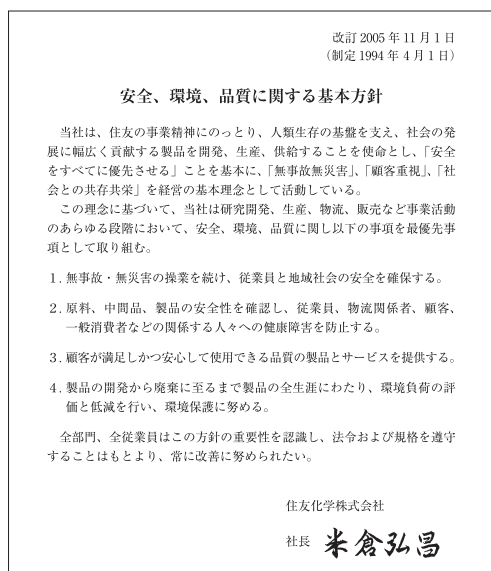 改訂 2005 年 11 月 1 日
（制定 1994 年 4 月 1 日）
安全、環境、品質に関する基本方針
当社は、住友の事業精神にのっとり、人類生存の基盤を支え、社会の発
展に幅広く貢献する製品を開発、生産、供給することを使命とし、「安全
をすべてに優先させる」ことを基本に、「無事故無災害」、「顧客重視」、「社
会との共存共栄」を経営の基本理念として活動している。
この理念に基づいて、当社は研究開発、生産、物流、販売など事業活動
のあらゆる段階において、安全、環境、品質に関し以下の事項を最優先事
項として取り組む。
1. 無事故・無災害の操業を続け、従業員と地域社会の安全を確保する。
2. 原料、中間品、製品の安全性を確認し、従業員、物流関係者、顧客、
一般消費者などの関係する人々への健康障害を防止する。
3. 顧客が満足しかつ安心して使用できる品質の製品とサービスを提供する。
4. 製品の開発から廃棄に至るまで製品の全生涯にわたり、環境負荷の評
価と低減を行い、環境保護に努める。
全部門、全従業員はこの方針の重要性を認識し、法令および規格を遵守
することはもとより、常に改善に努められたい。
住友化学株式会社
社長 米倉弘昌